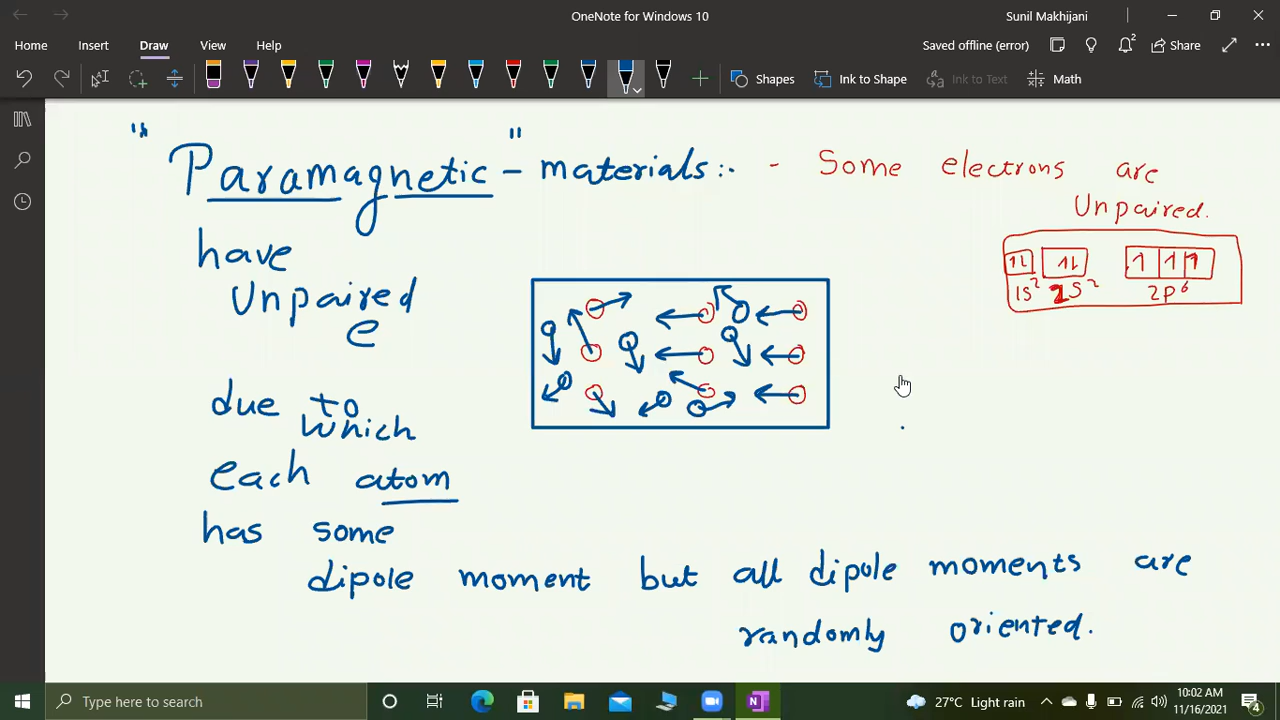 OneNote for Windows 10
Sunil Makhijani
Home Insert Draw View Help
Saved offline (error)
Share
Shapes
Ink to Shape
Ink to Text
Math
"Paramagnetic" - materials :-
- Some electrons are
Unpaired.
1s² 2s² 2p⁶
have
Unpaired
e
due to
which
each atom
has some
dipole moment but all dipole moments are
randomly oriented.
Type here to search
27°C Light rain
10:02 AM
11/16/2021
4